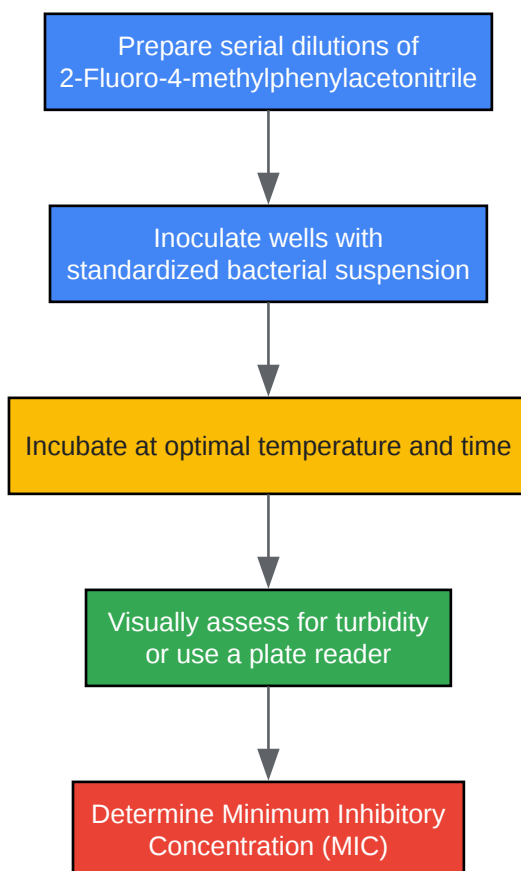 Prepare serial dilutions of
2-Fluoro-4-methylphenylacetonitrile
Inoculate wells with
standardized bacterial suspension
Incubate at optimal temperature and time
Visually assess for turbidity
or use a plate reader
Determine Minimum Inhibitory
Concentration (MIC)